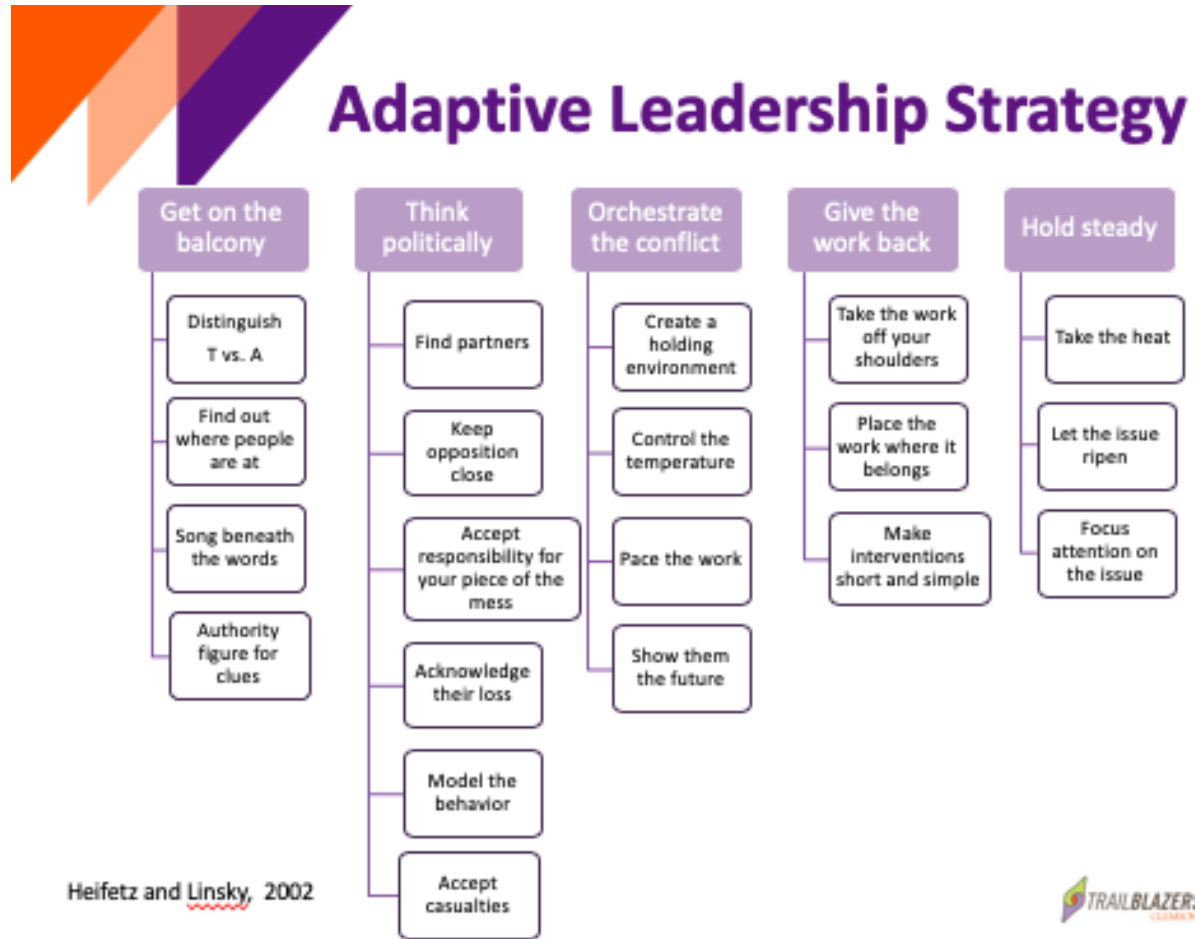 Adaptive Leadership Strategy
Get on the
balcony
Distinguish
T vs. A
Find out
where people
are at
Song beneath
the words
Authority
figure for
clues
Think
politically
Find partners
Keep
opposition
close
Accept
responsibility for
your piece of the
mess
Acknowledge
their loss
Model the
behavior
Accept
casualties
Orchestrate
the conflict
Create a
holding
environment
Control the
temperature
Pace the work
Show them
the future
Give the
work back
Take the work
off your
shoulders
Place the
work where it
belongs
Make
interventions
short and simple
Hold steady
Take the heat
Let the issue
ripen
Focus
attention on
the issue
Heifetz and Linsky, 2002
TRAILBLAZERS
CLEMSON